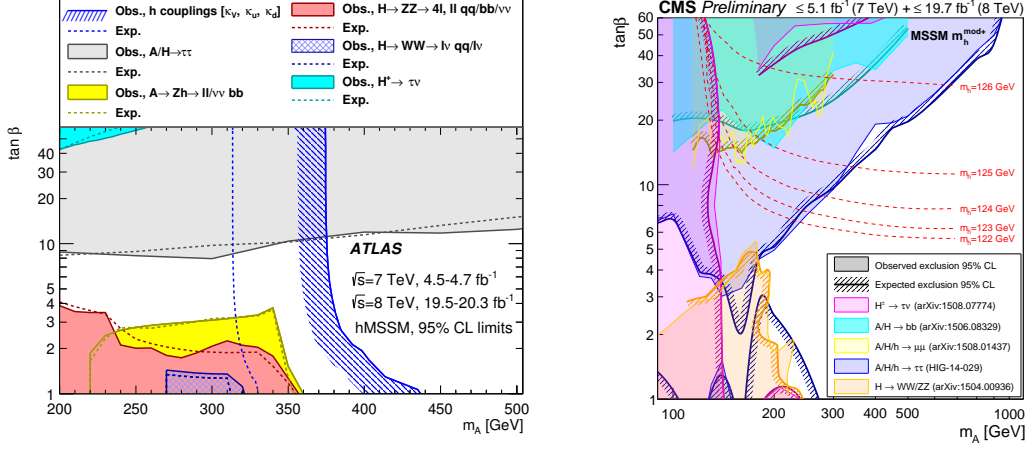 Obs., h couplings [κV, κu, κd]
Exp.
Obs., A/H→ττ
Exp.
Obs., A→Zh→ll/νν bb
Exp.
Obs., H→ZZ→4l, ll qq/bb/νν
Exp.
Obs., H→WW→lν qq/lν
Exp.
Obs., H⁺→ τν
Exp.
tan β
40
30
20
10
5
4
3
2
1
ATLAS
√s=7 TeV, 4.5-4.7 fb⁻¹
√s=8 TeV, 19.5-20.3 fb⁻¹
hMSSM, 95% CL limits
200 250 300 350 400 450 500
mA [GeV]
CMS Preliminary ≤ 5.1 fb⁻¹ (7 TeV) + ≤ 19.7 fb⁻¹ (8 TeV)
tanβ
60
50
40
30
20
10
6
5
4
3
2
1
MSSM mh^mod+
mh=126 GeV
mh=125 GeV
mh=124 GeV
mh=123 GeV
mh=122 GeV
Observed exclusion 95% CL
Expected exclusion 95% CL
H± → τν (arXiv:1508.07774)
A/H → bb (arXiv:1506.08329)
A/H/h → μμ (arXiv:1508.01437)
A/H/h → ττ (HIG-14-029)
H → WW/ZZ (arXiv:1504.00936)
100 200 300 400 500 1000
mA [GeV]